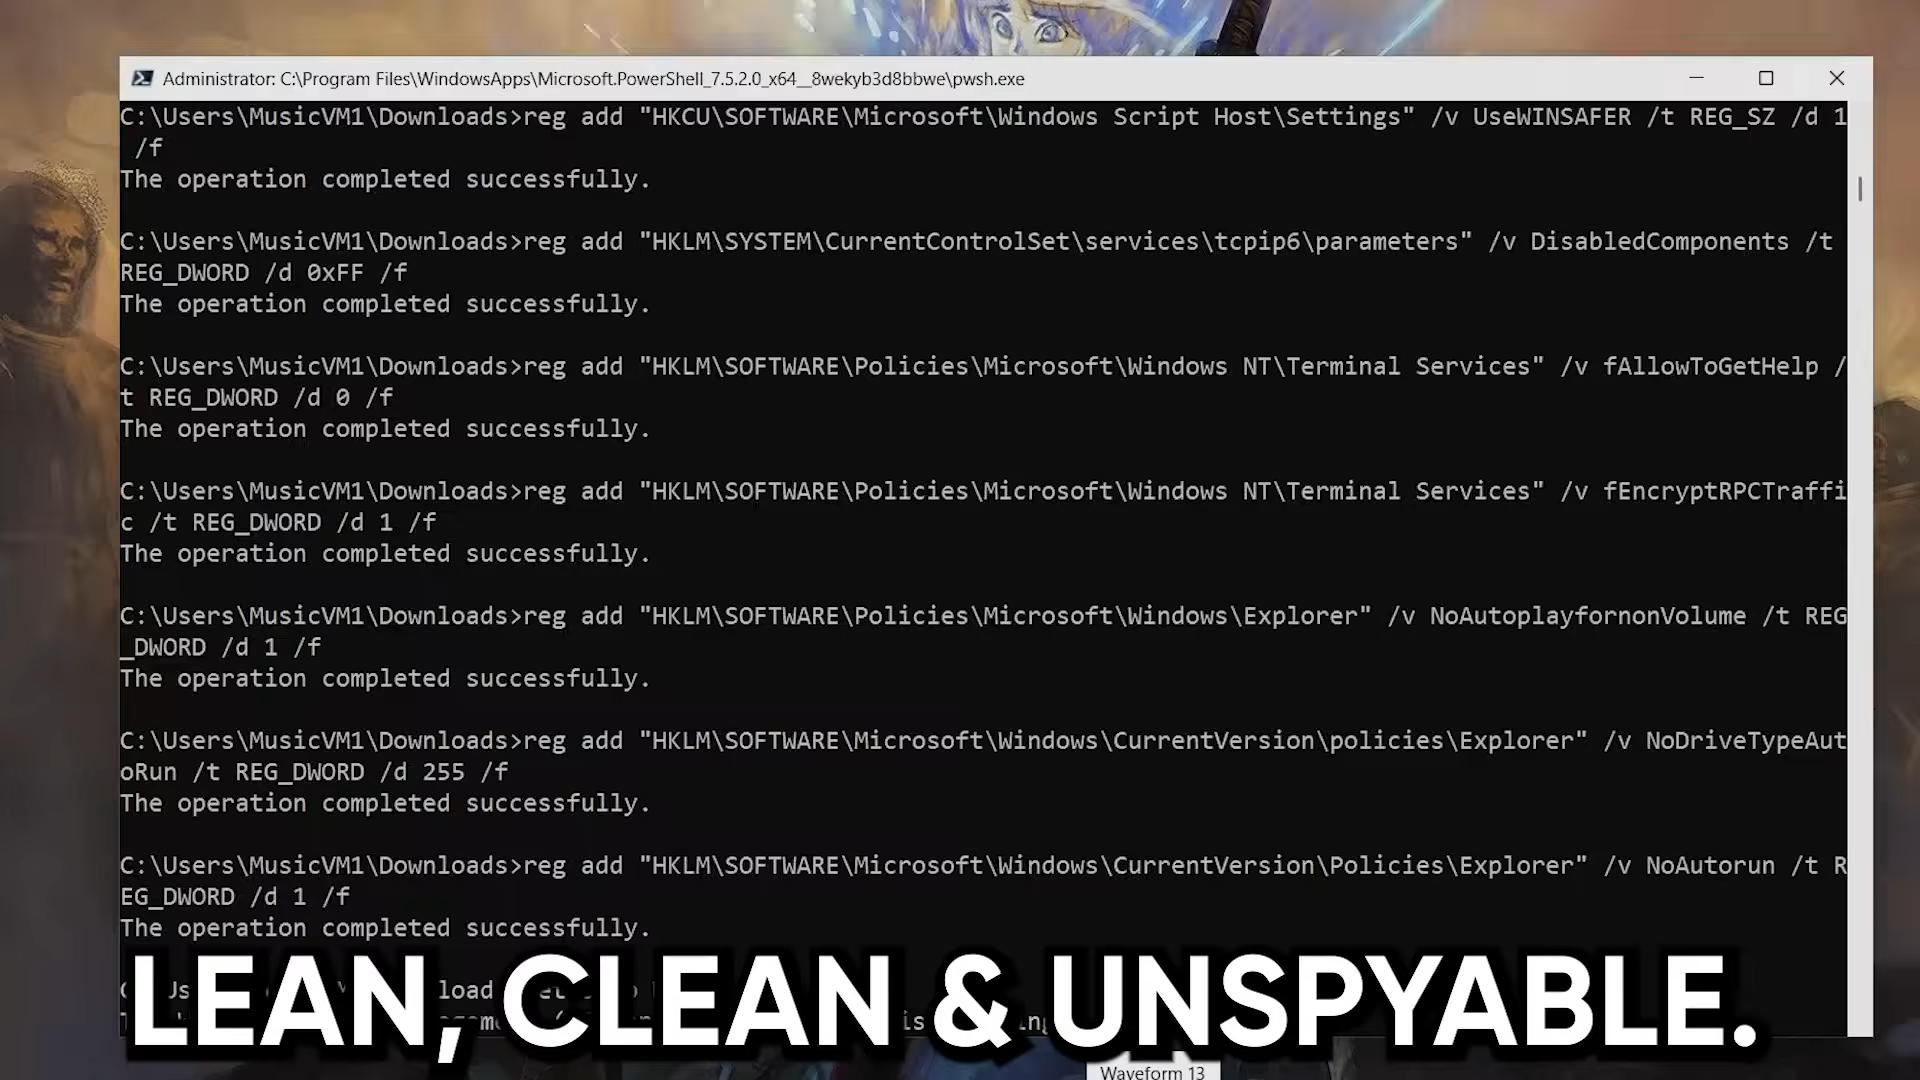 Administrator: C:\Program Files\WindowsApps\Microsoft.PowerShell_7.5.2.0_x64__8wekyb3d8bbwe\pwsh.exe
C:\Users\MusicVM1\Downloads>reg add "HKCU\SOFTWARE\Microsoft\Windows Script Host\Settings" /v UseWINSAFER /t REG_SZ /d 1
/f
The operation completed successfully.
C:\Users\MusicVM1\Downloads>reg add "HKLM\SYSTEM\CurrentControlSet\services\tcpip6\parameters" /v DisabledComponents /t
REG_DWORD /d 0xFF /f
The operation completed successfully.
C:\Users\MusicVM1\Downloads>reg add "HKLM\SOFTWARE\Policies\Microsoft\Windows NT\Terminal Services" /v fAllowToGetHelp /
t REG_DWORD /d 0 /f
The operation completed successfully.
C:\Users\MusicVM1\Downloads>reg add "HKLM\SOFTWARE\Policies\Microsoft\Windows NT\Terminal Services" /v fEncryptRPCTraffi
c /t REG_DWORD /d 1 /f
The operation completed successfully.
C:\Users\MusicVM1\Downloads>reg add "HKLM\SOFTWARE\Policies\Microsoft\Windows\Explorer" /v NoAutoplayfornonVolume /t REG
_DWORD /d 1 /f
The operation completed successfully.
C:\Users\MusicVM1\Downloads>reg add "HKLM\SOFTWARE\Microsoft\Windows\CurrentVersion\policies\Explorer" /v NoDriveTypeAut
oRun /t REG_DWORD /d 255 /f
The operation completed successfully.
C:\Users\MusicVM1\Downloads>reg add "HKLM\SOFTWARE\Microsoft\Windows\CurrentVersion\Policies\Explorer" /v NoAutorun /t R
EG_DWORD /d 1 /f
The operation completed successfully.
LEAN, CLEAN & UNSPYABLE.
Waveform 13